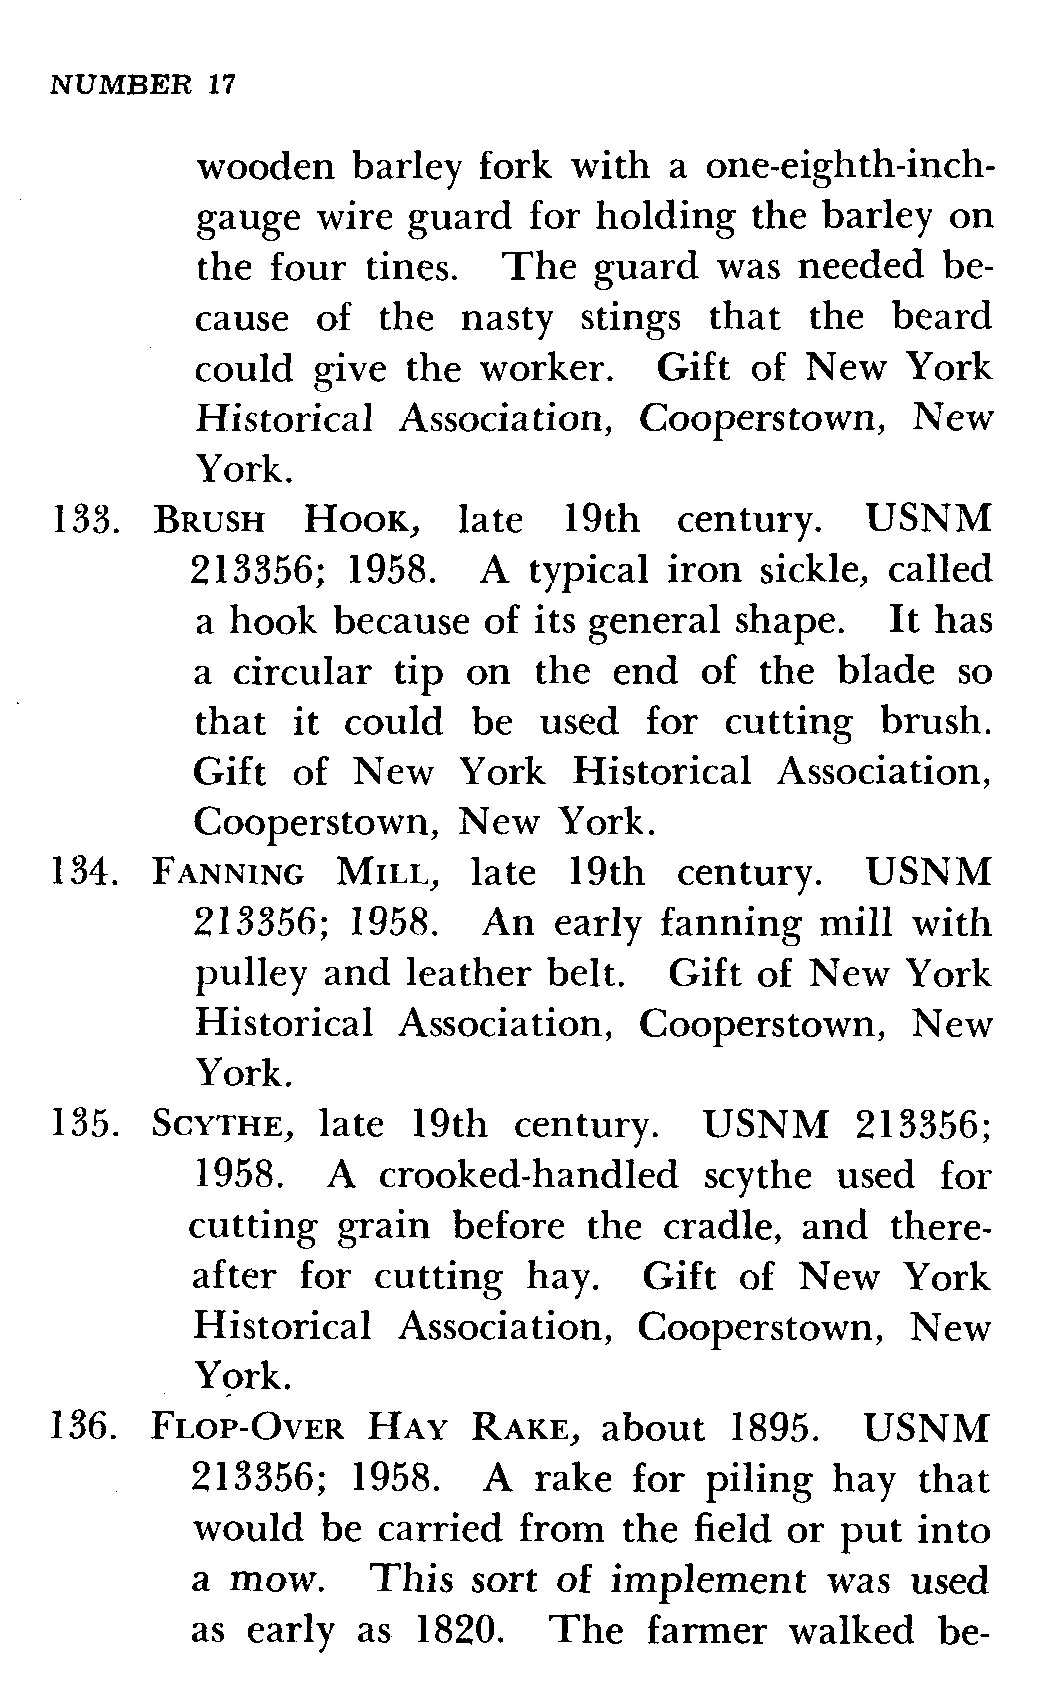 NUMBER 17
wooden barley fork with a one-eighth-inch-
gauge wire guard for holding the barley on
the four tines. The guard was needed be-
cause of the nasty stings that the beard
could give the worker. Gift of New York
Historical Association, Cooperstown, New
York.
133. BRUSH HOOK, late 19th century. USNM
213356; 1958. A typical iron sickle, called
a hook because of its general shape. It has
a circular tip on the end of the blade so
that it could be used for cutting brush.
Gift of New York Historical Association,
Cooperstown, New York.
134. FANNING MILL, late 19th century. USNM
213356; 1958. An early fanning mill with
pulley and leather belt. Gift of New York
Historical Association, Cooperstown, New
York.
135. SCYTHE, late 19th century. USNM 213356;
1958. A crooked-handled scythe used for
cutting grain before the cradle, and there-
after for cutting hay. Gift of New York
Historical Association, Cooperstown, New
York.
136. FLOP-OVER HAY RAKE, about 1895. USNM
213356; 1958. A rake for piling hay that
would be carried from the field or put into
a mow. This sort of implement was used
as early as 1820. The farmer walked be-